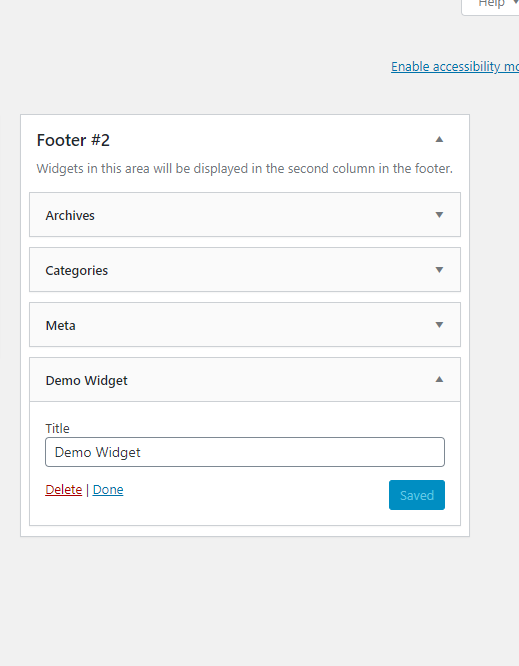 Help
Enable accessibility mo
Footer #2
Widgets in this area will be displayed in the second column in the footer.
Archives
Categories
Meta
Demo Widget
Title
Demo Widget
Delete | Done
Saved